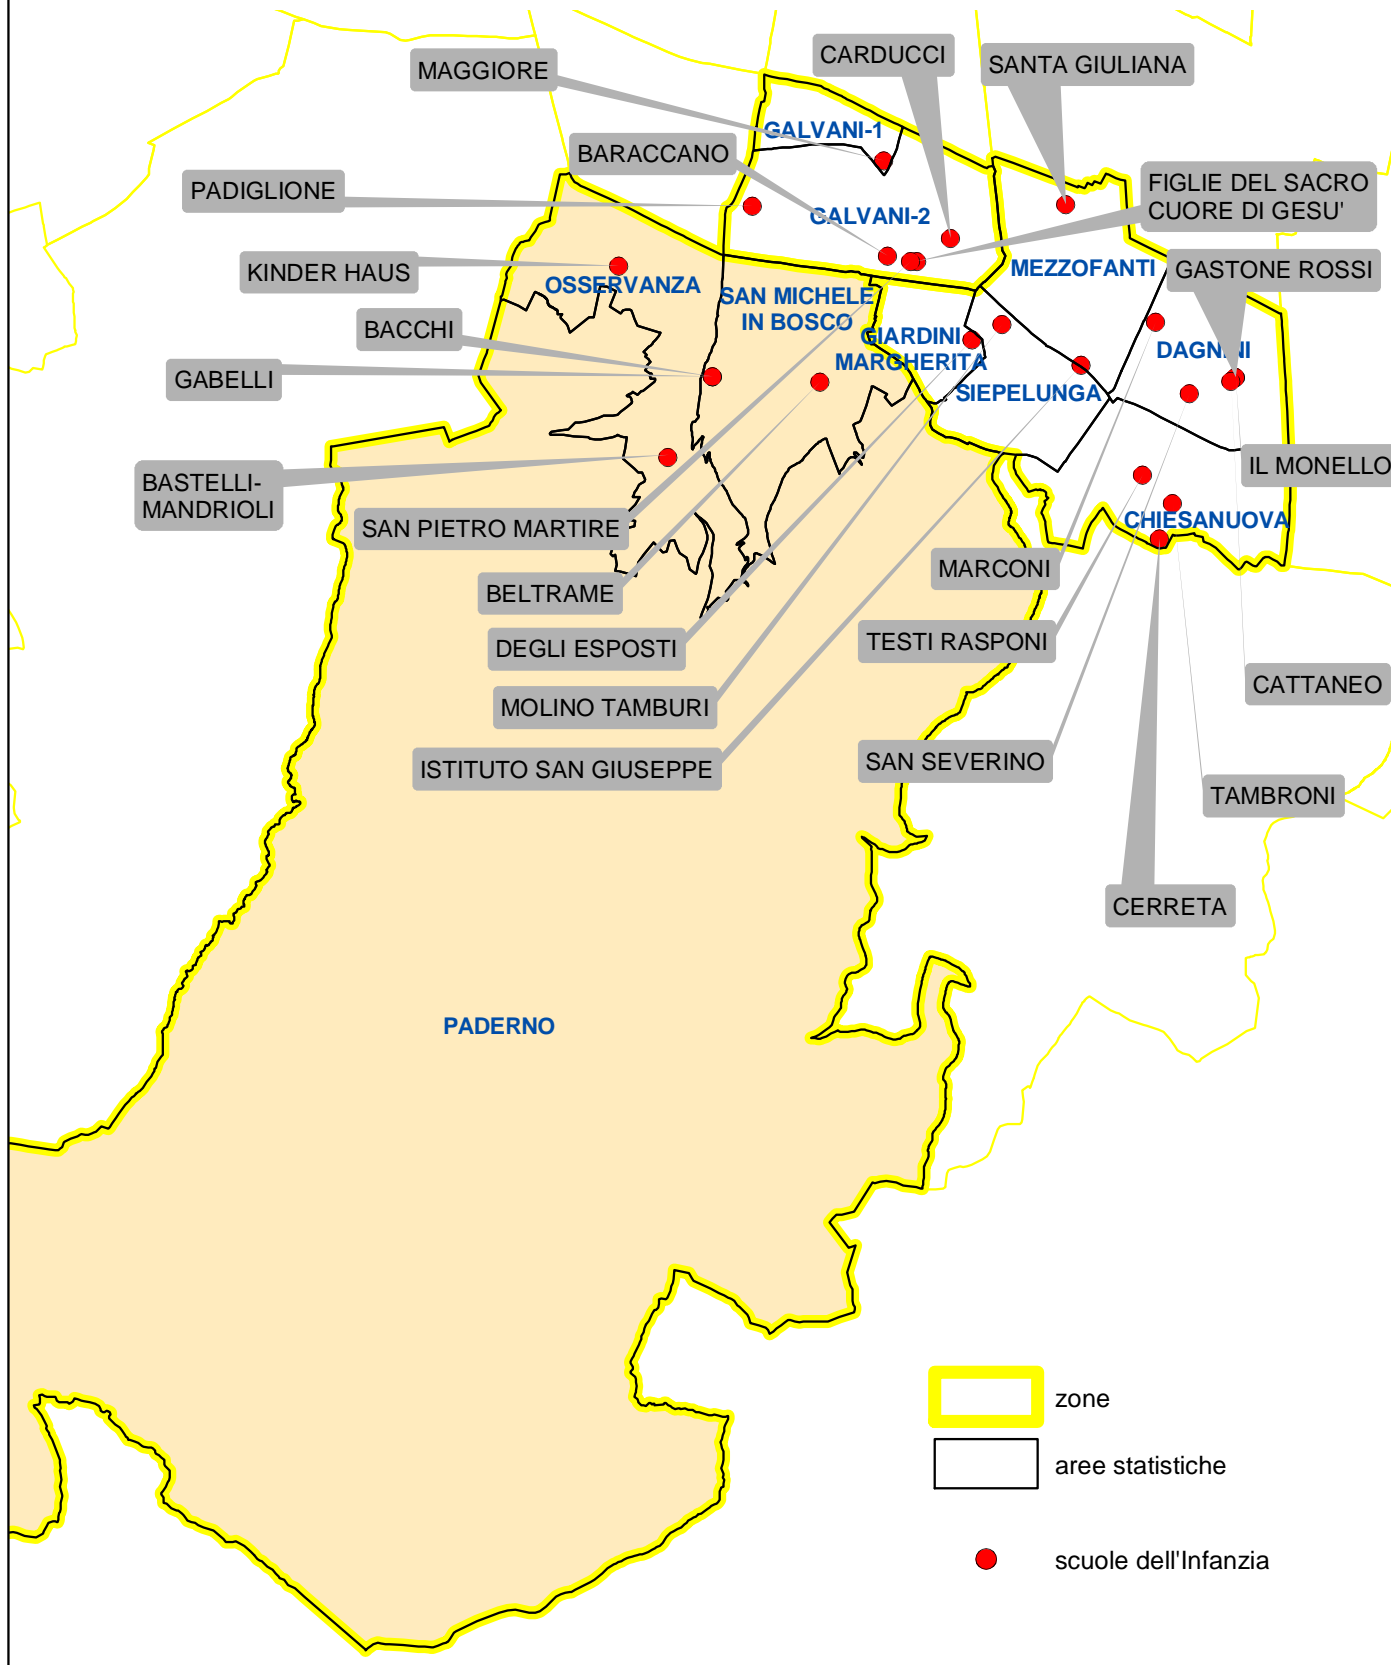 CARDUCCI
MAGGIORE
SANTA GIULIANA
GALVANI-1
BARACCANO
FIGLIE DEL SACRO
CUORE DI GESU'
PADIGLIONE
GALVANI-2
KINDER HAUS
MEZZOFANTI
GASTONE ROSSI
OSSERVANZA
SAN MICHELE
IN BOSCO
BACCHI
GIARDINI
MARGHERITA
DAGNINI
GABELLI
SIEPELUNGA
IL MONELLO
BASTELLI-
MANDRIOLI
SAN PIETRO MARTIRE
CHIESANUOVA
MARCONI
BELTRAME
DEGLI ESPOSTI
TESTI RASPONI
CATTANEO
MOLINO TAMBURI
ISTITUTO SAN GIUSEPPE
SAN SEVERINO
TAMBRONI
CERRETA
PADERNO
zone
aree statistiche
scuole dell'Infanzia